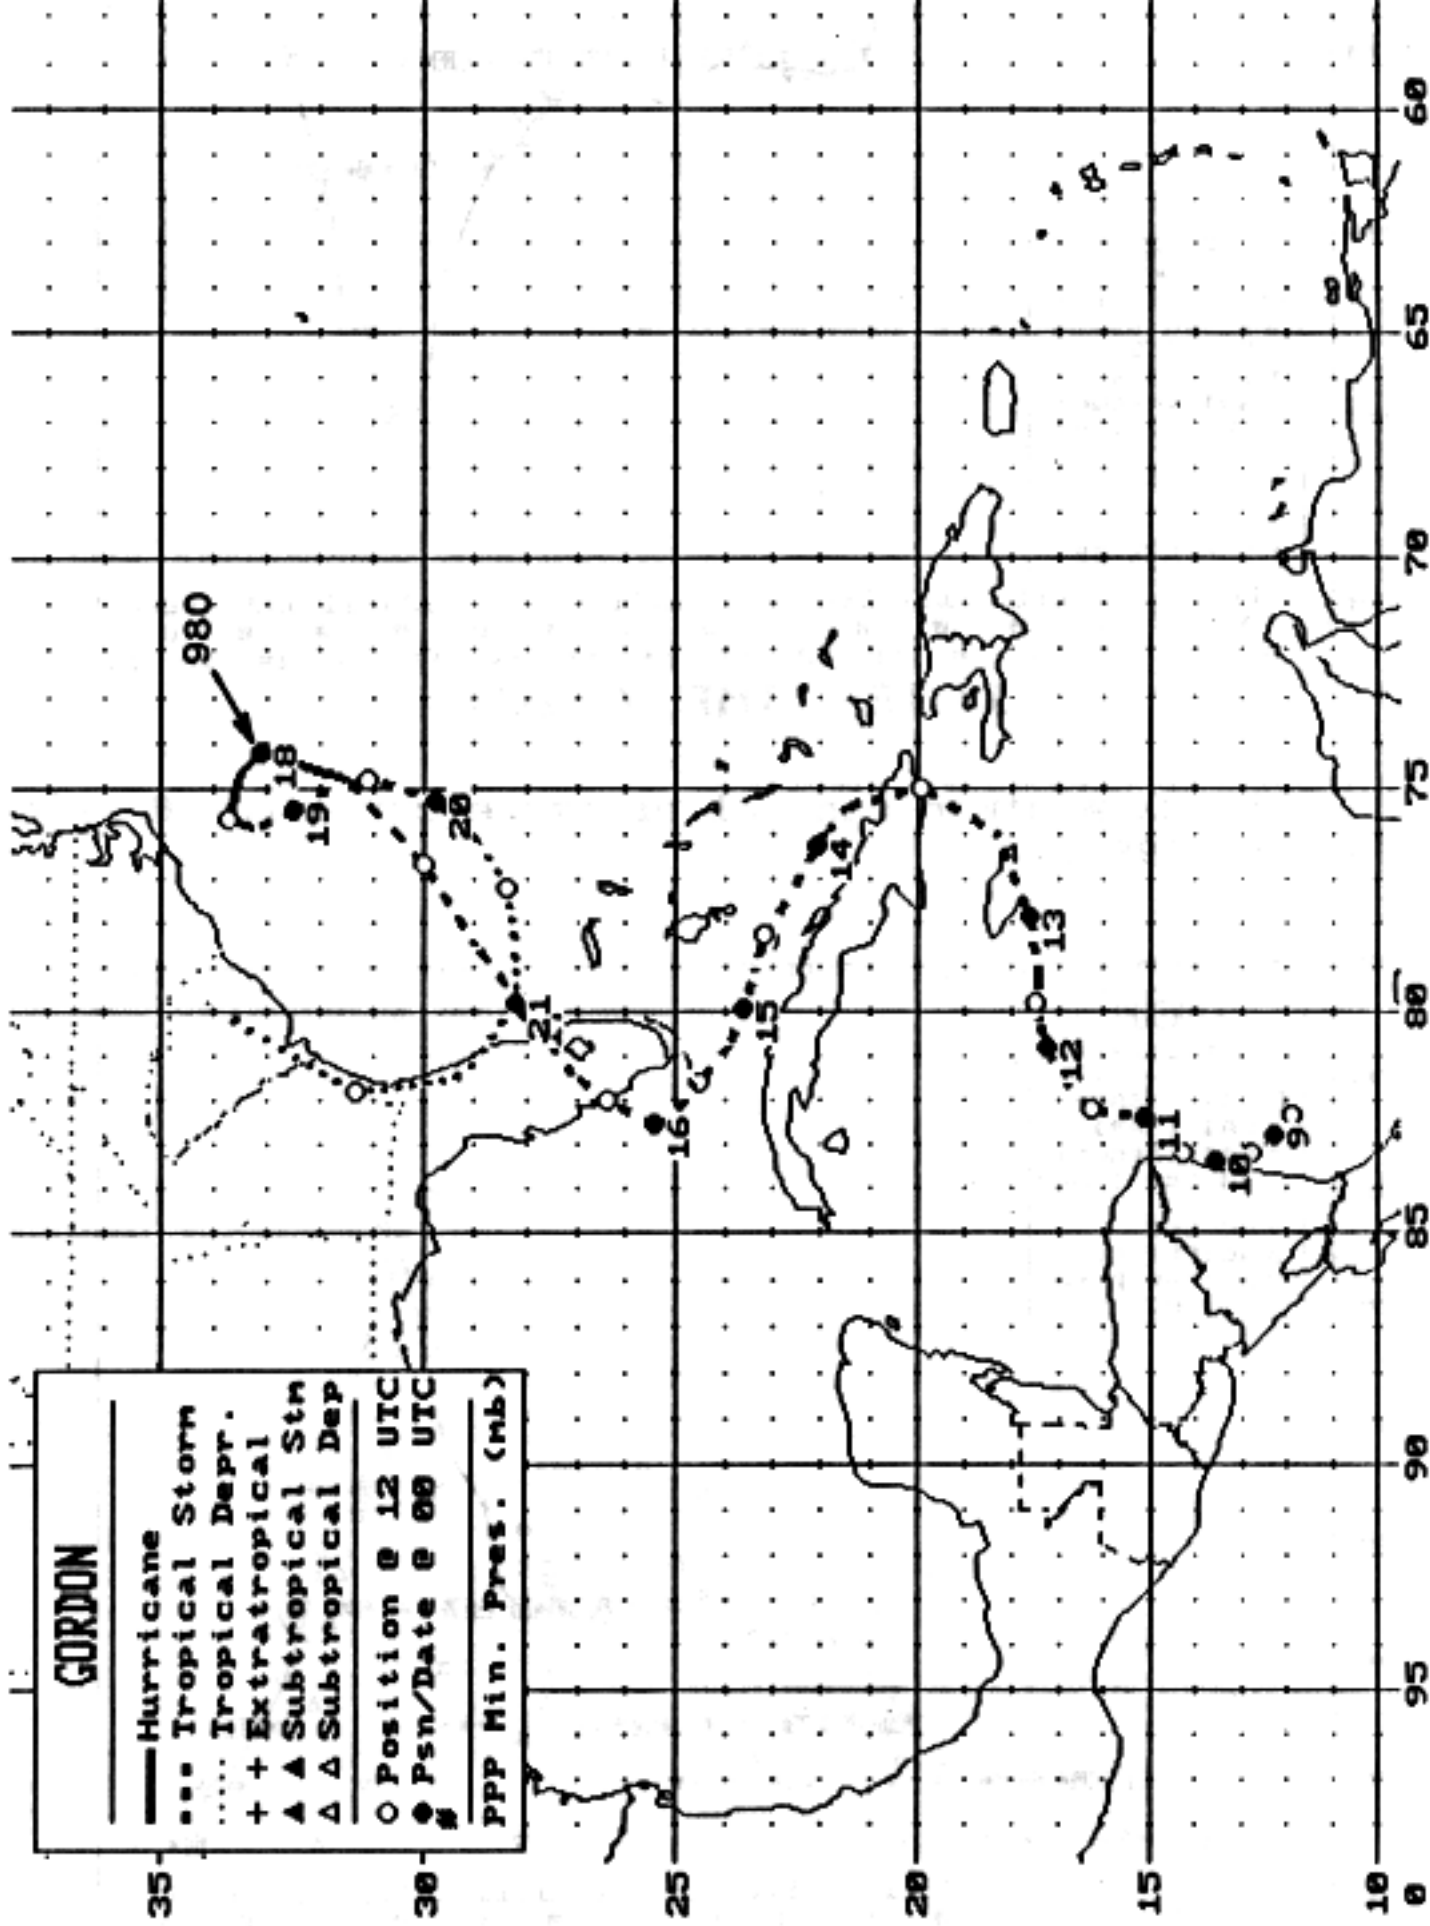 GORDON
Hurricane
Tropical Storm
Tropical Depr.
+ + Extratropical
▲ ▲ Subtropical Stm
△ △ Subtropical Dep
○ Position @ 12 UTC
● Psn/Date @ 00 UTC
#
PPP Min. Pres. (mb)
980
18
19
20
21
16
15
14
13
12
11
10
9
35
30
25
20
15
10
0
95
90
85
80
75
70
65
60